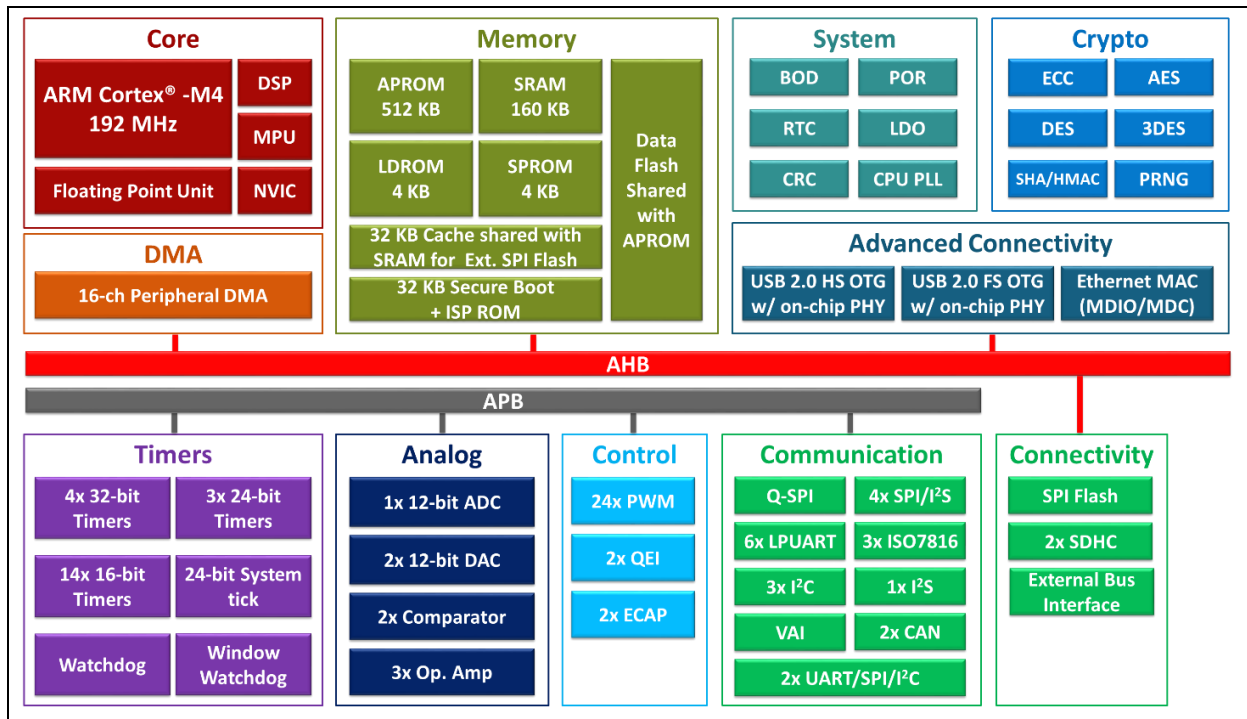 Core
ARM Cortex® -M4
192 MHz
DSP
MPU
Floating Point Unit
NVIC
DMA
16-ch Peripheral DMA
Memory
APROM
512 KB
SRAM
160 KB
LDROM
4 KB
SPROM
4 KB
Data
Flash
Shared
with
APROM
32 KB Cache shared with
SRAM for Ext. SPI Flash
32 KB Secure Boot
+ ISP ROM
System
BOD
POR
RTC
LDO
CRC
CPU PLL
Crypto
ECC
AES
DES
3DES
SHA/HMAC
PRNG
Advanced Connectivity
USB 2.0 HS OTG
w/ on-chip PHY
USB 2.0 FS OTG
w/ on-chip PHY
Ethernet MAC
(MDIO/MDC)
AHB
APB
Timers
4x 32-bit
Timers
3x 24-bit
Timers
14x 16-bit
Timers
24-bit System
tick
Watchdog
Window
Watchdog
Analog
1x 12-bit ADC
2x 12-bit DAC
2x Comparator
3x Op. Amp
Control
24x PWM
2x QEI
2x ECAP
Communication
Q-SPI
4x SPI/I²S
6x LPUART
3x ISO7816
3x I²C
1x I²S
VAI
2x CAN
2x UART/SPI/I²C
Connectivity
SPI Flash
2x SDHC
External Bus
Interface